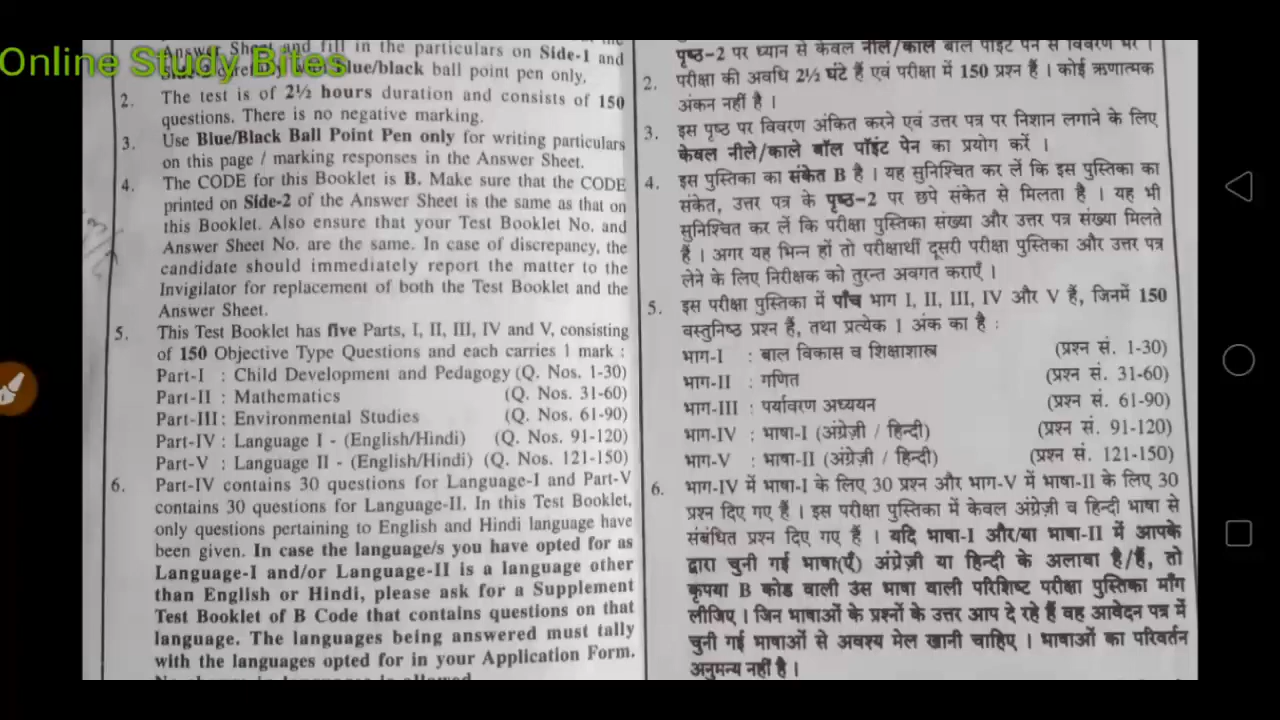 Online Study Bites
Answer Sheet and fill in the particulars on Side-1 and
blue/black ball point pen only,
2. The test is of 2½ hours duration and consists of 150
questions. There is no negative marking.
3. Use Blue/Black Ball Point Pen only for writing particulars
on this page / marking responses in the Answer Sheet.
4. The CODE for this Booklet is B. Make sure that the CODE
printed on Side-2 of the Answer Sheet is the same as that on
this Booklet. Also ensure that your Test Booklet No. and
Answer Sheet No. are the same. In case of discrepancy, the
candidate should immediately report the matter to the
Invigilator for replacement of both the Test Booklet and the
Answer Sheet.
5. This Test Booklet has five Parts, I, II, III, IV and V, consisting
of 150 Objective Type Questions and each carries 1 mark :
Part-I : Child Development and Pedagogy (Q. Nos. 1-30)
Part-II : Mathematics (Q. Nos. 31-60)
Part-III : Environmental Studies (Q. Nos. 61-90)
Part-IV : Language I - (English/Hindi) (Q. Nos. 91-120)
Part-V : Language II - (English/Hindi) (Q. Nos. 121-150)
6. Part-IV contains 30 questions for Language-I and Part-V
contains 30 questions for Language-II. In this Test Booklet,
only questions pertaining to English and Hindi language have
been given. In case the language/s you have opted for as
Language-I and/or Language-II is a language other
than English or Hindi, please ask for a Supplement
Test Booklet of B Code that contains questions on that
language. The languages being answered must tally
with the languages opted for in your Application Form.
पृष्ठ-2 पर ध्यान से केवल नीले/काले बॉल पॉइंट पेन से विवरण भरें ।
2. परीक्षा की अवधि 2½ घंटे हैं एवं परीक्षा में 150 प्रश्न हैं । कोई ऋणात्मक
अंकन नहीं है ।
3. इस पृष्ठ पर विवरण अंकित करने एवं उत्तर पत्र पर निशान लगाने के लिए
केवल नीले/काले बॉल पॉइंट पेन का प्रयोग करें ।
4. इस पुस्तिका का संकेत B है । यह सुनिश्चित कर लें कि इस पुस्तिका का
संकेत, उत्तर पत्र के पृष्ठ-2 पर छपे संकेत से मिलता है । यह भी
सुनिश्चित कर लें कि परीक्षा पुस्तिका संख्या और उत्तर पत्र संख्या मिलते
हैं । अगर यह भिन्न हों तो परीक्षार्थी दूसरी परीक्षा पुस्तिका और उत्तर पत्र
लेने के लिए निरीक्षक को तुरन्त अवगत कराएँ ।
5. इस परीक्षा पुस्तिका में पाँच भाग I, II, III, IV और V हैं, जिनमें 150
वस्तुनिष्ठ प्रश्न हैं, तथा प्रत्येक 1 अंक का है :
भाग-I : बाल विकास व शिक्षाशास्त्र (प्रश्न सं. 1-30)
भाग-II : गणित (प्रश्न सं. 31-60)
भाग-III : पर्यावरण अध्ययन (प्रश्न सं. 61-90)
भाग-IV : भाषा-I (अंग्रेज़ी / हिन्दी) (प्रश्न सं. 91-120)
भाग-V : भाषा-II (अंग्रेज़ी / हिन्दी) (प्रश्न सं. 121-150)
6. भाग-IV में भाषा-I के लिए 30 प्रश्न और भाग-V में भाषा-II के लिए 30
प्रश्न दिए गए हैं । इस परीक्षा पुस्तिका में केवल अंग्रेज़ी व हिन्दी भाषा से
संबंधित प्रश्न दिए गए हैं । यदि भाषा-I और/या भाषा-II में आपके
द्वारा चुनी गई भाषा(एँ) अंग्रेज़ी या हिन्दी के अलावा है/हैं, तो
कृपया B कोड वाली उस भाषा वाली परिशिष्ट परीक्षा पुस्तिका माँग
लीजिए । जिन भाषाओं के प्रश्नों के उत्तर आप दे रहे हैं वह आवेदन पत्र में
चुनी गई भाषाओं से अवश्य मेल खानी चाहिए । भाषाओं का परिवर्तन
अनुमन्य नहीं है ।